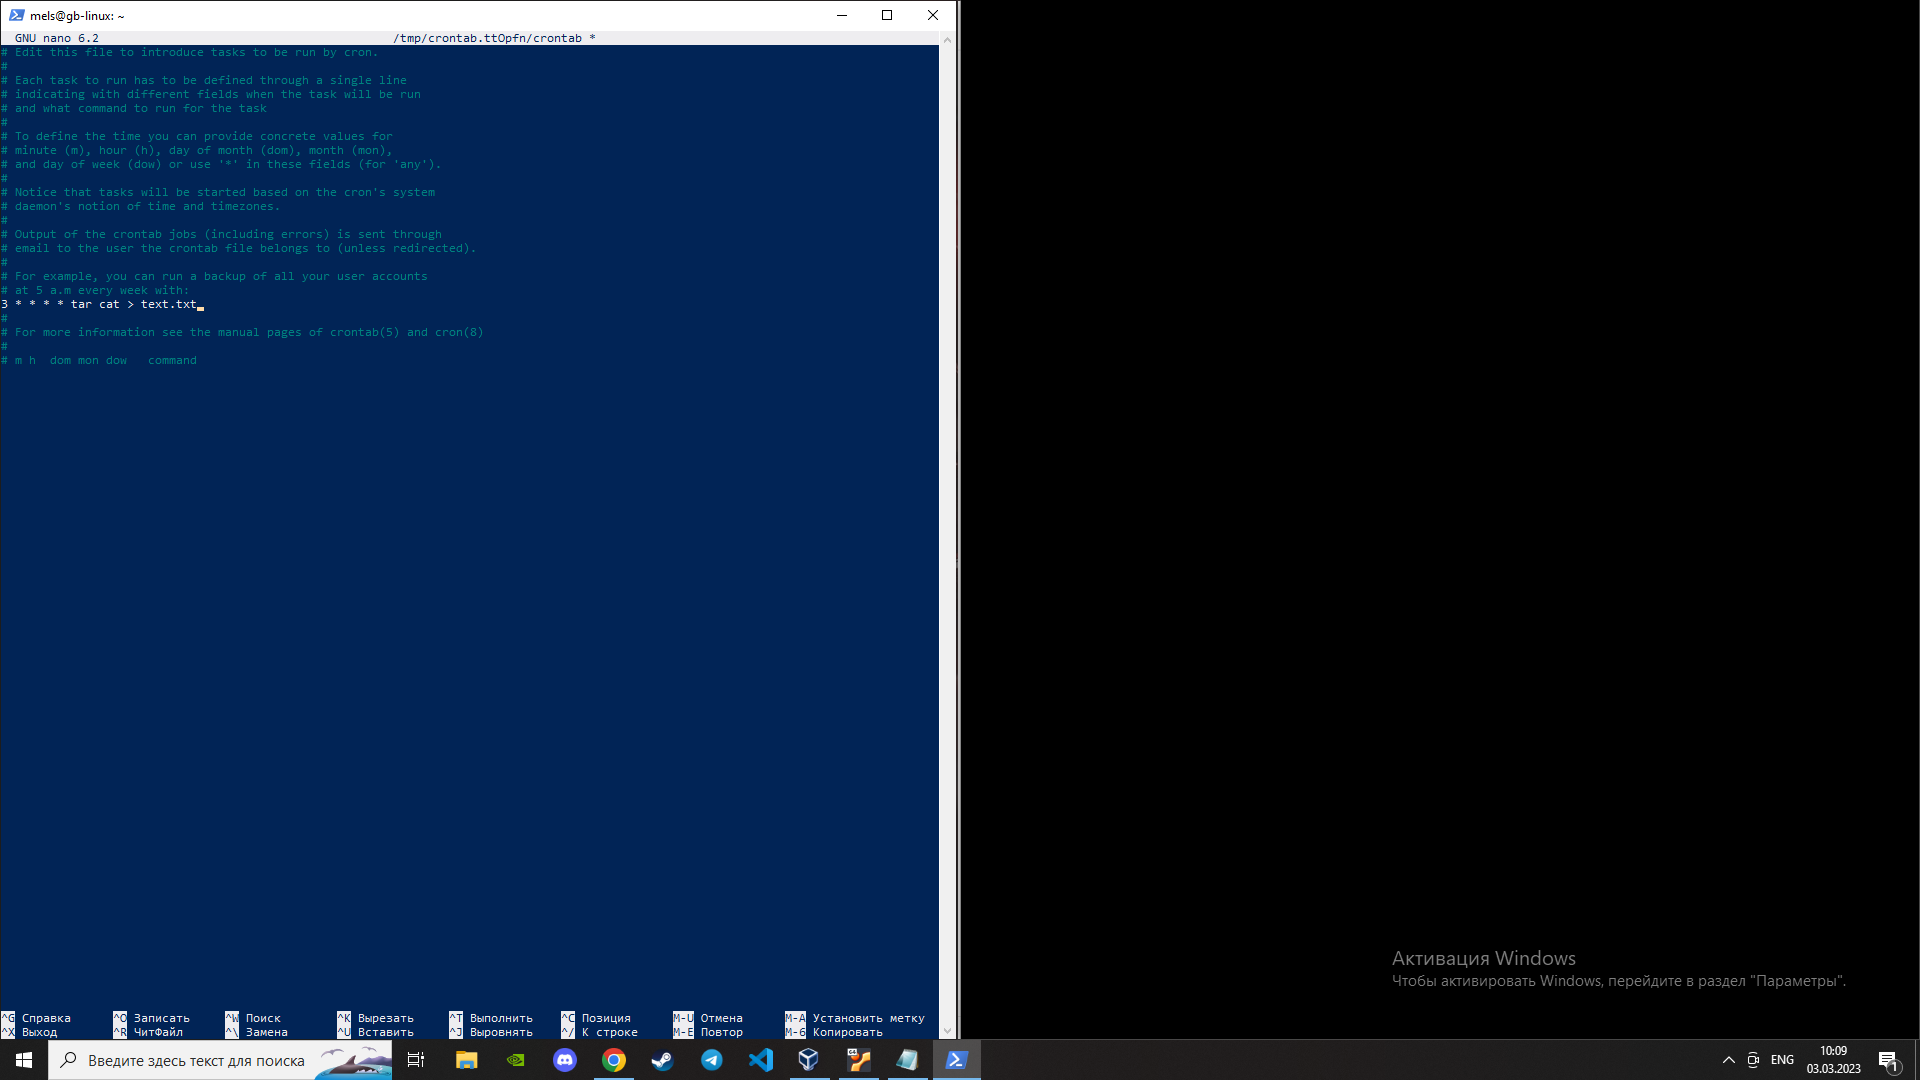 mels@gb-linux: ~
GNU nano 6.2 /tmp/crontab.ttOpfn/crontab *
# Edit this file to introduce tasks to be run by cron.
#
# Each task to run has to be defined through a single line
# indicating with different fields when the task will be run
# and what command to run for the task
#
# To define the time you can provide concrete values for
# minute (m), hour (h), day of month (dom), month (mon),
# and day of week (dow) or use '*' in these fields (for 'any').
#
# Notice that tasks will be started based on the cron's system
# daemon's notion of time and timezones.
#
# Output of the crontab jobs (including errors) is sent through
# email to the user the crontab file belongs to (unless redirected).
#
# For example, you can run a backup of all your user accounts
# at 5 a.m every week with:
3 * * * * tar cat > text.txt
#
# For more information see the manual pages of crontab(5) and cron(8)
#
# m h  dom mon dow   command
^G Справка ^O Записать ^W Поиск ^K Вырезать ^T Выполнить ^C Позиция M-U Отмена M-A Установить метку
^X Выход ^R ЧитФайл ^\ Замена ^U Вставить ^J Выровнять ^/ К строке M-E Повтор M-6 Копировать
Активация Windows
Чтобы активировать Windows, перейдите в раздел "Параметры".
Введите здесь текст для поиска
ENG
10:09
03.03.2023
1